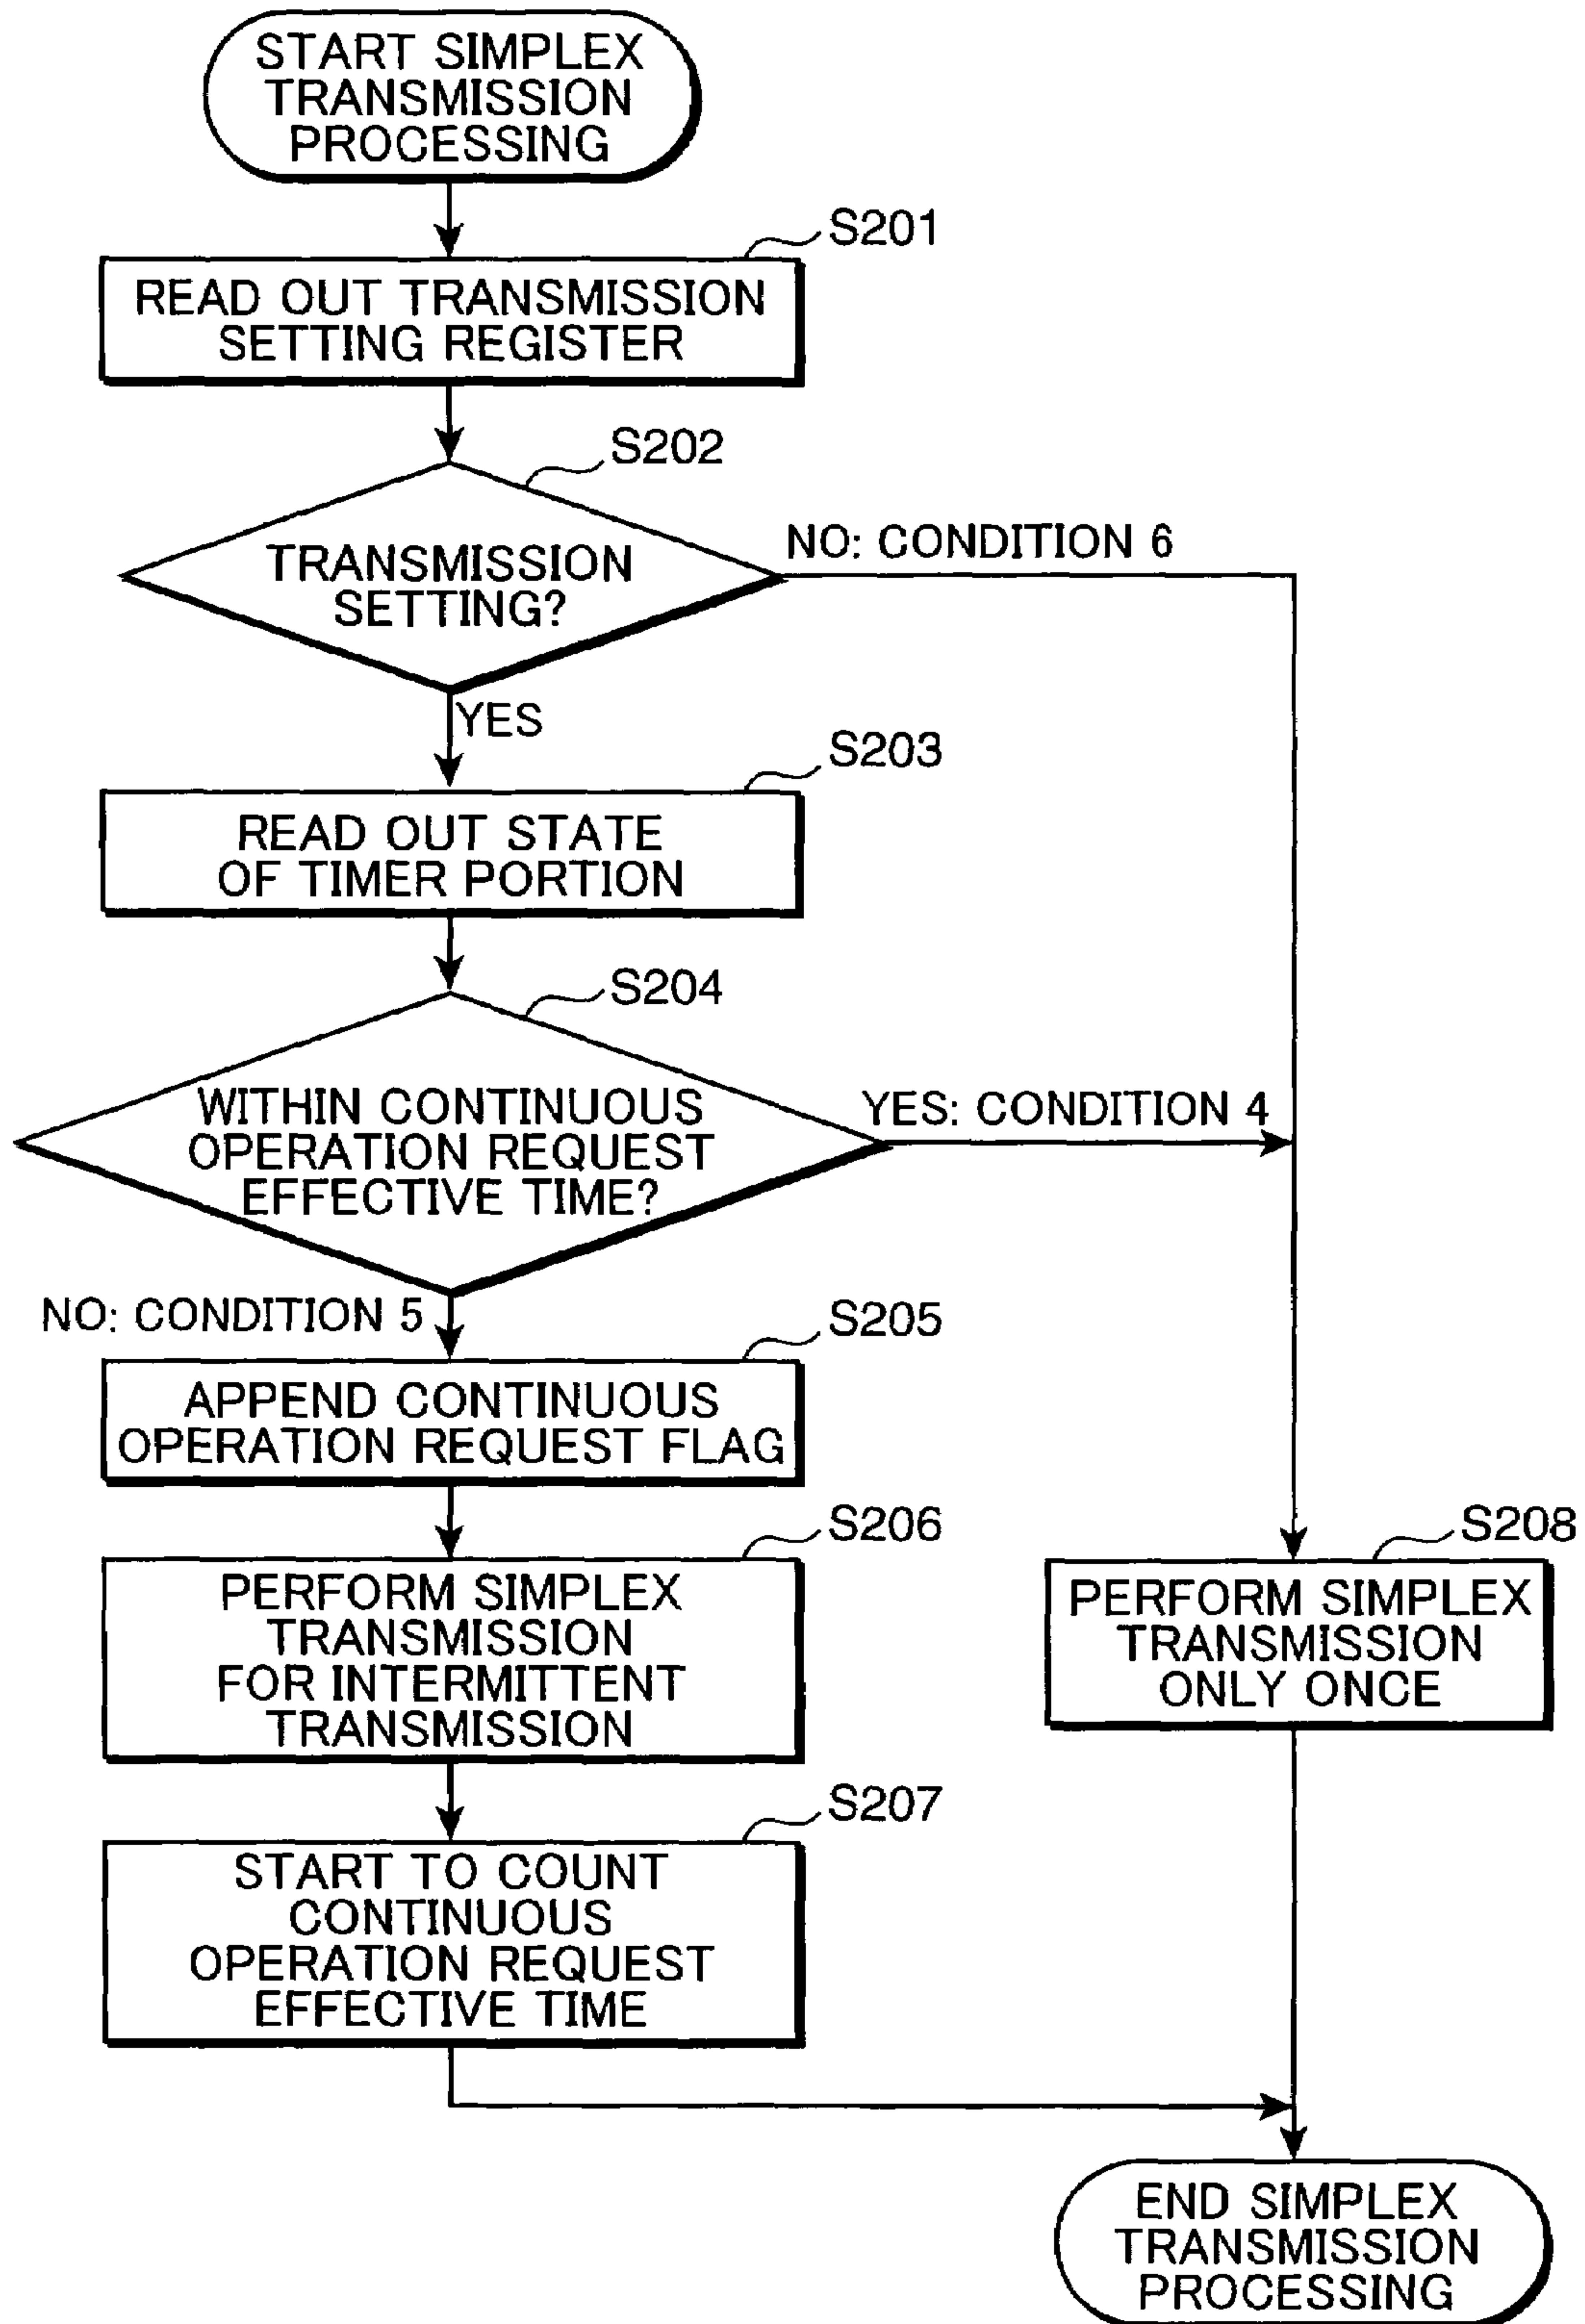 START SIMPLEX
TRANSMISSION
PROCESSING
S201
READ OUT TRANSMISSION
SETTING REGISTER
S202
TRANSMISSION
SETTING?
NO: CONDITION 6
YES
S203
READ OUT STATE
OF TIMER PORTION
S204
WITHIN CONTINUOUS
OPERATION REQUEST
EFFECTIVE TIME?
YES: CONDITION 4
NO: CONDITION 5
S205
APPEND CONTINUOUS
OPERATION REQUEST FLAG
S206
PERFORM SIMPLEX
TRANSMISSION
FOR INTERMITTENT
TRANSMISSION
S208
PERFORM SIMPLEX
TRANSMISSION
ONLY ONCE
S207
START TO COUNT
CONTINUOUS
OPERATION REQUEST
EFFECTIVE TIME
END SIMPLEX
TRANSMISSION
PROCESSING